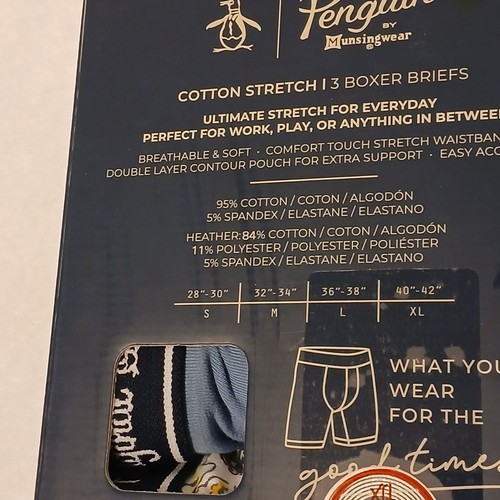 Penguin
BY
Munsingwear
®
COTTON STRETCH | 3 BOXER BRIEFS
ULTIMATE STRETCH FOR EVERYDAY
PERFECT FOR WORK, PLAY, OR ANYTHING IN BETWEE
BREATHABLE & SOFT · COMFORT TOUCH STRETCH WAISTBAN
DOUBLE LAYER CONTOUR POUCH FOR EXTRA SUPPORT · EASY ACC
95% COTTON / COTON / ALGODÓN
5% SPANDEX / ELASTANE / ELASTANO
HEATHER:84% COTTON / COTON / ALGODÓN
11% POLYESTER / POLYESTER / POLIÉSTER
5% SPANDEX / ELASTANE / ELASTANO
28"-30" 32"-34" 36"-38" 40"-42"
S M L XL
WHAT YOU
WEAR
FOR THE
good time